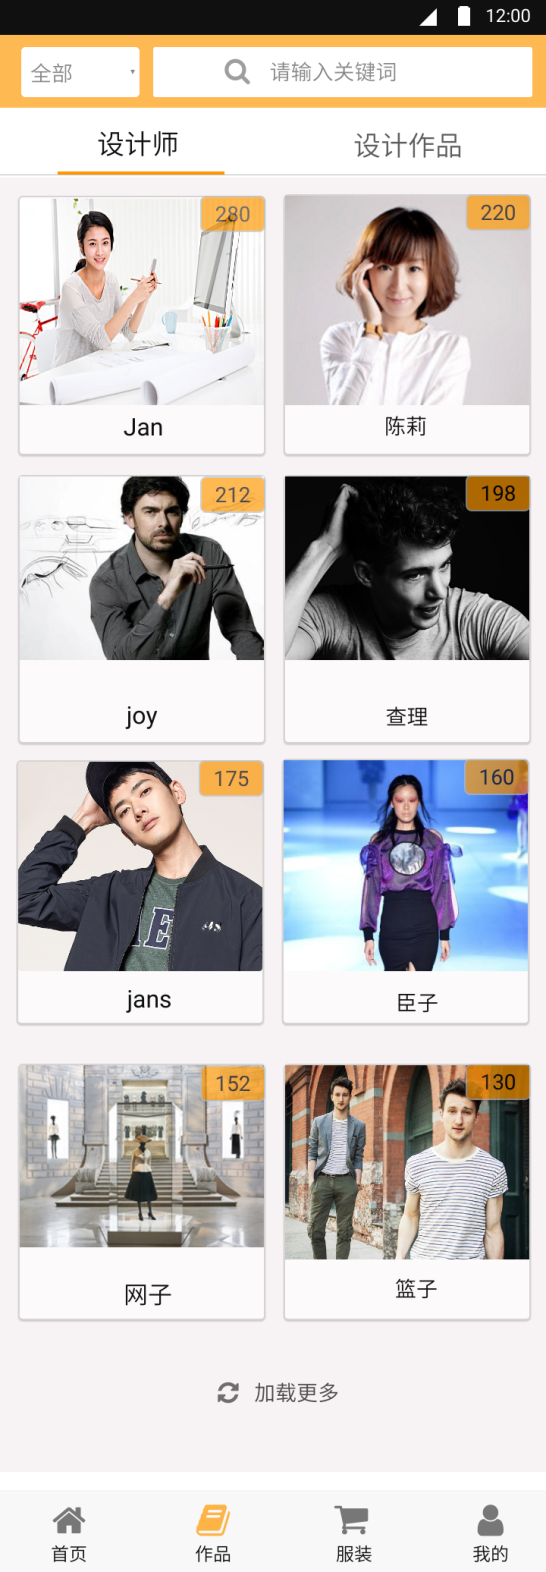 12:00
全部
请输入关键词
设计师
设计作品
280
220
Jan
陈莉
212
198
joy
查理
175
160
jans
臣子
152
130
网子
篮子
加载更多
首页
作品
服装
我的